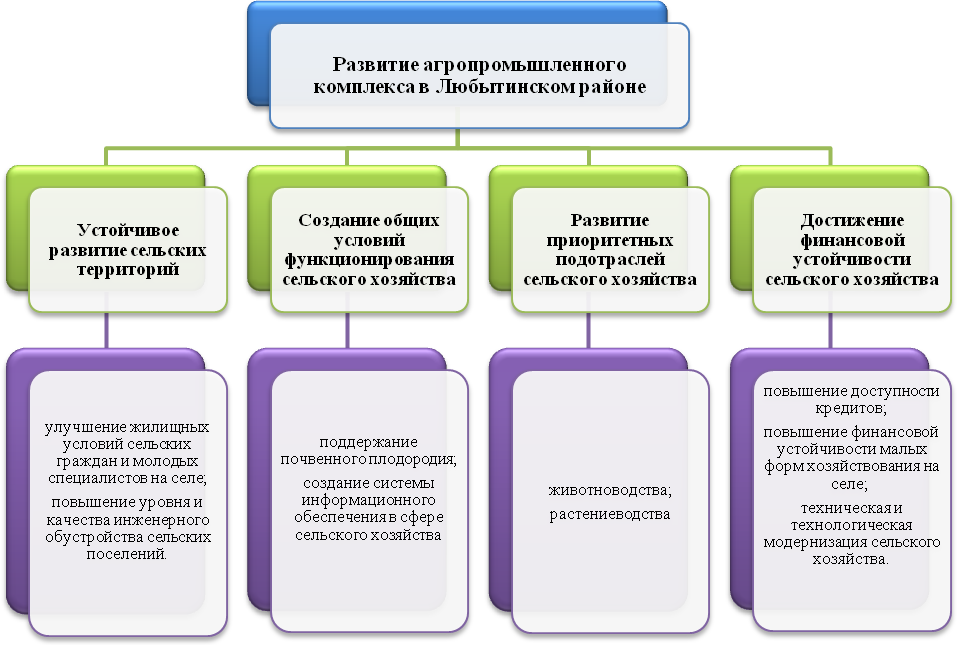 Развитие агропромышленного
комплекса в Любытинском районе
Устойчивое
развитие сельских
территорий
Создание общих
условий
функционирования
сельского хозяйства
Развитие
приоритетных
подотраслей
сельского хозяйства
Достижение
финансовой
устойчивости
сельского хозяйства
улучшение жилищных
условий сельских
граждан и молодых
специалистов на селе;
повышение уровня и
качества инженерного
обустройства сельских
поселений.
поддержание
почвенного плодородия;
создание системы
информационного
обеспечения в сфере
сельского хозяйства
животноводства;
растениеводства
повышение доступности
кредитов;
повышение финансовой
устойчивости малых
форм хозяйствования на
селе;
техническая и
технологическая
модернизация сельского
хозяйства.